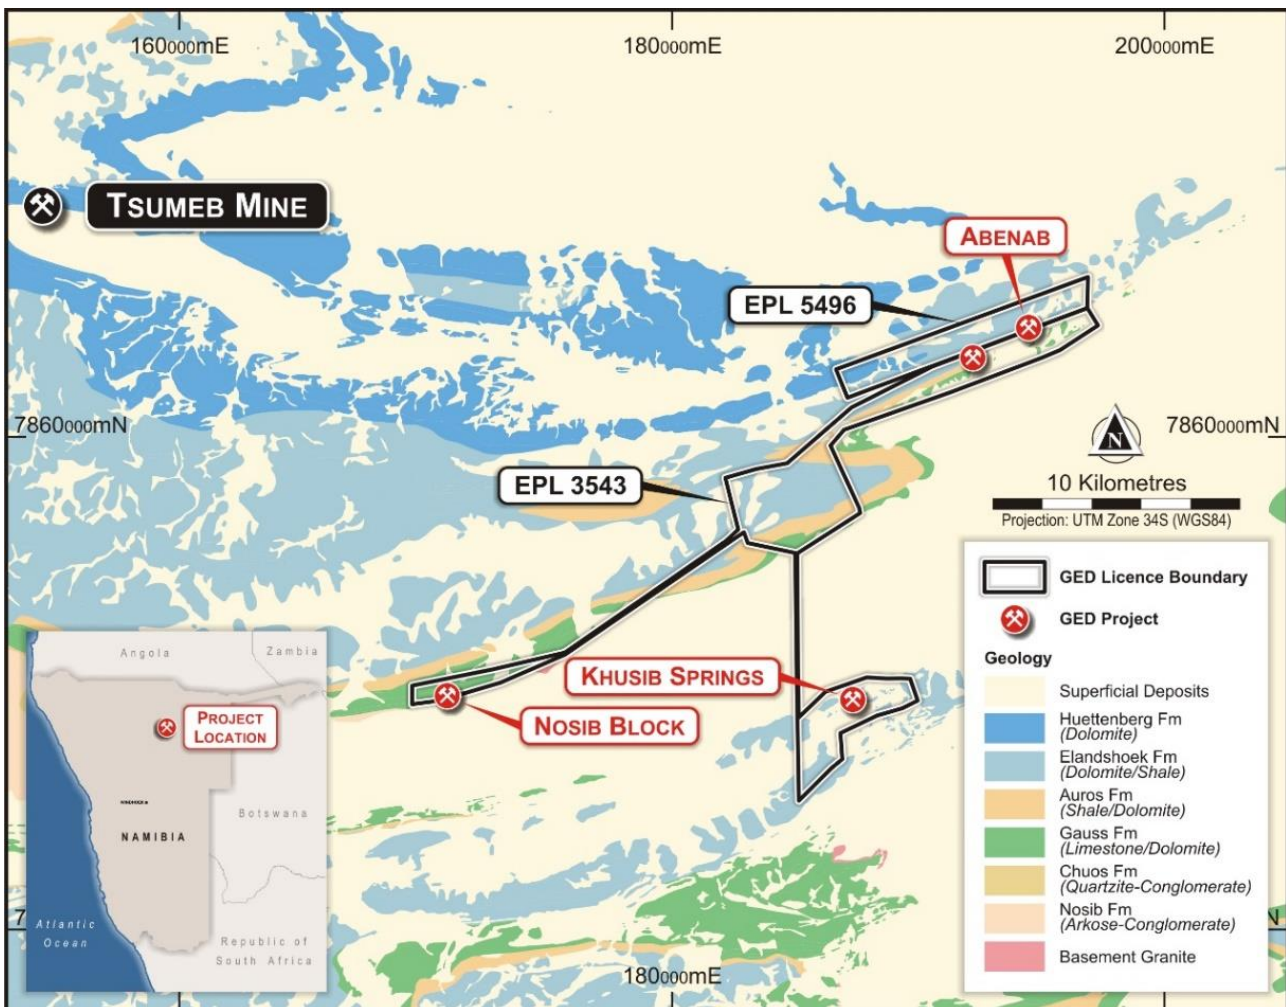 160000mE
180000mE
200000mE
TSUMEB MINE
ABENAB
EPL 5496
7860000mN
7860000mN
N
EPL 3543
10 Kilometres
Projection: UTM Zone 34S (WGS84)
KHUSIB SPRINGS
NOSIB BLOCK
GED Licence Boundary
GED Project
Geology
Superficial Deposits
Huettenberg Fm
(Dolomite)
Elandshoek Fm
(Dolomite/Shale)
Auros Fm
(Shale/Dolomite)
Gauss Fm
(Limestone/Dolomite)
Chuos Fm
(Quartzite-Conglomerate)
Nosib Fm
(Arkose-Conglomerate)
Basement Granite
Angola
Zambia
PROJECT
LOCATION
WINDHOEK
NAMIBIA
Botswana
Atlantic
Ocean
Republic of
South Africa
7
N
180000mE